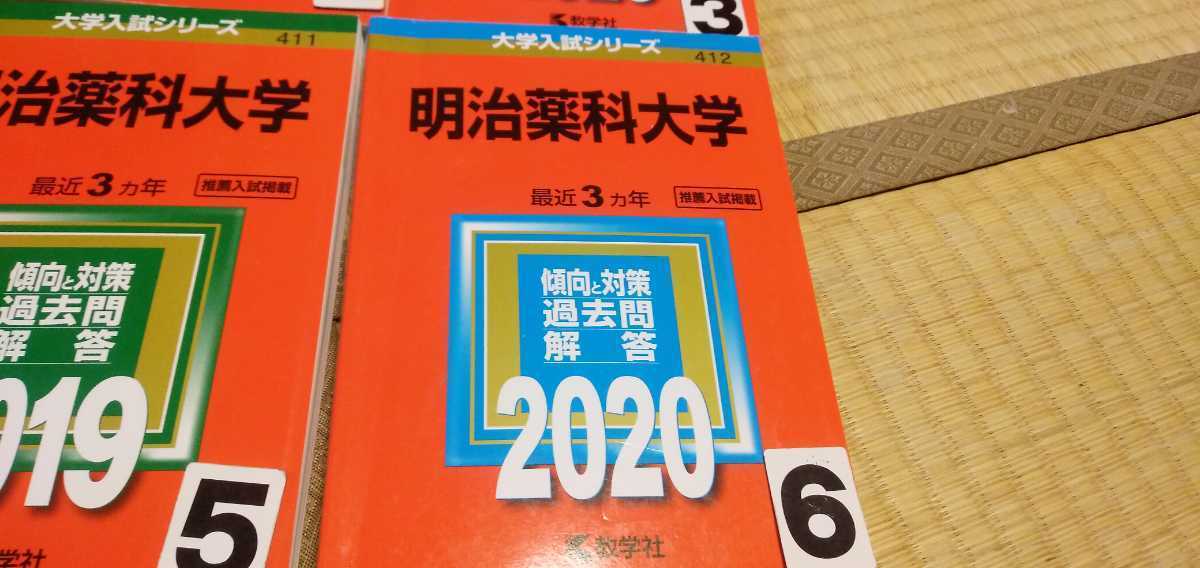 教学社
3
大学入試シリーズ
411
治薬科大学
最近3ヵ年
推薦入試掲載
傾向と対策
過去問
解答
019
5
学社
大学入試シリーズ
412
明治薬科大学
最近3ヵ年
推薦入試掲載
傾向と対策
過去問
解答
2020
教学社
6